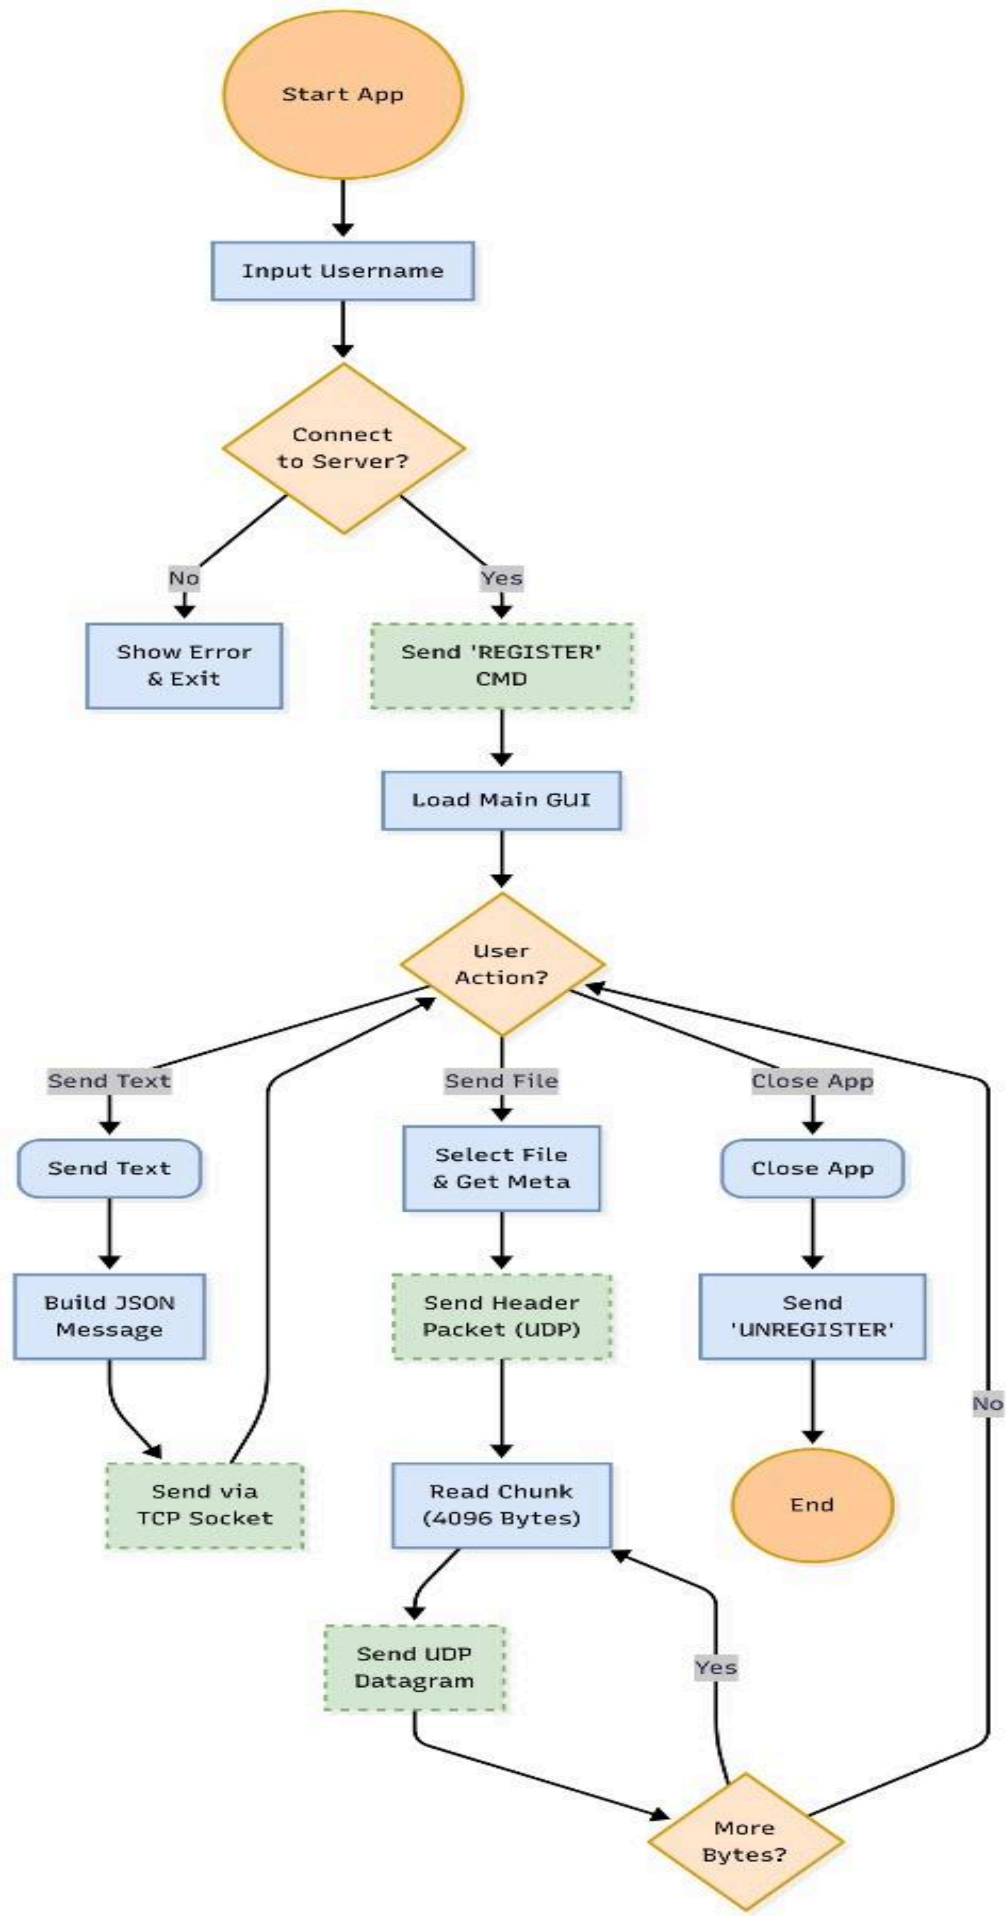 Start App
Input Username
Connect
to Server?
No
Yes
Show Error
& Exit
Send 'REGISTER'
CMD
Load Main GUI
User
Action?
Send Text
Send File
Close App
Send Text
Select File
& Get Meta
Close App
Build JSON
Message
Send Header
Packet (UDP)
Send
'UNREGISTER'
No
Send via
TCP Socket
Read Chunk
(4096 Bytes)
End
Send UDP
Datagram
Yes
More
Bytes?